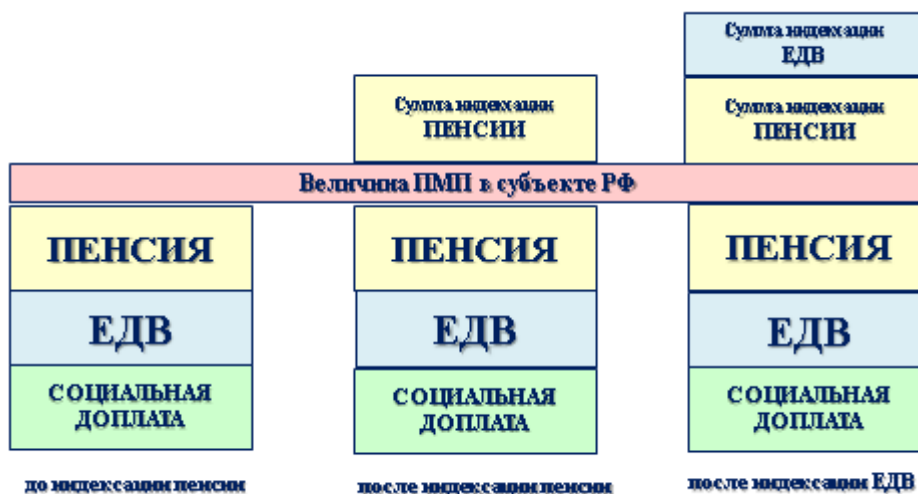 Сумма индексации
ЕДВ
Сумма индексации
ПЕНСИИ
Сумма индексации
ПЕНСИИ
Величина ПМП в субъекте РФ
ПЕНСИЯ
ПЕНСИЯ
ПЕНСИЯ
ЕДВ
ЕДВ
ЕДВ
СОЦИАЛЬНАЯ
ДОПЛАТА
СОЦИАЛЬНАЯ
ДОПЛАТА
СОЦИАЛЬНАЯ
ДОПЛАТА
до индексации пенсии
после индексации пенсии
после индексации ЕДВ